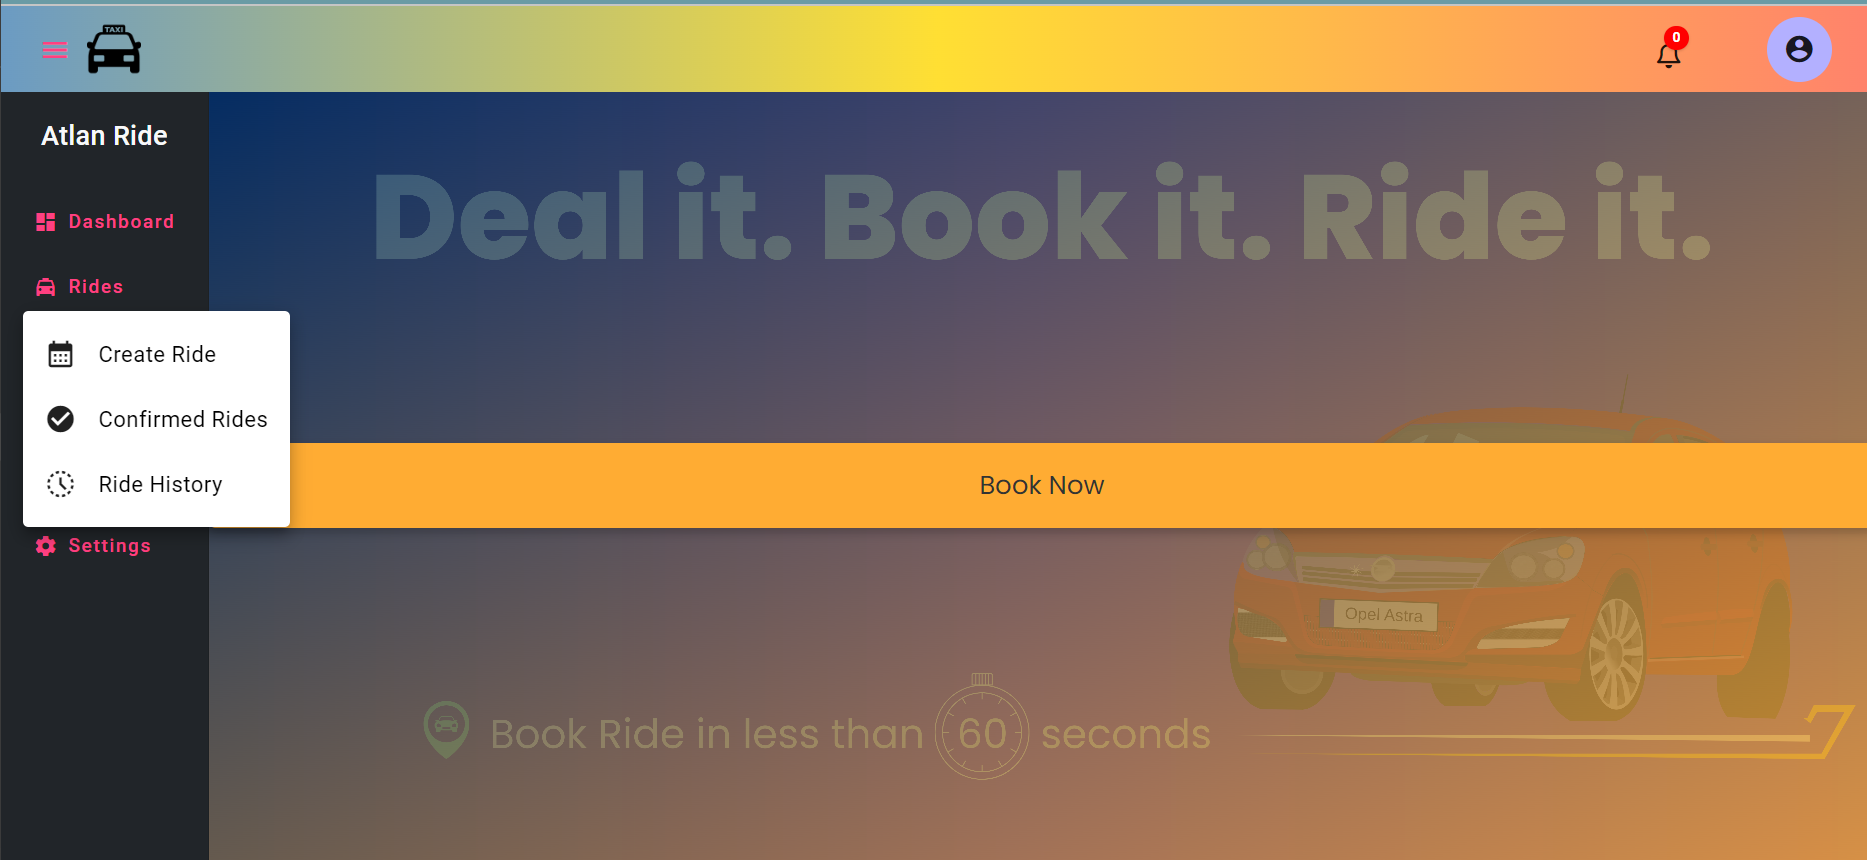 TAXI
0
Atlan Ride
Deal it. Book it. Ride it.
Dashboard
Rides
Create Ride
Confirmed Rides
Ride History
Book Now
Settings
Opel Astra
Book Ride in less than 60 seconds
7